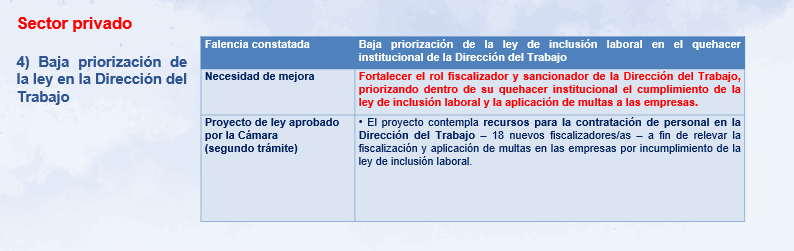 Sector privado
4) Baja priorización de
la ley en la Dirección del
Trabajo
Falencia constatada
Baja priorización de la ley de inclusión laboral en el quehacer
institucional de la Dirección del Trabajo
Necesidad de mejora
Fortalecer el rol fiscalizador y sancionador de la Dirección del Trabajo,
priorizando dentro de su quehacer institucional el cumplimiento de la
ley de inclusión laboral y la aplicación de multas a las empresas.
Proyecto de ley aprobado
por la Cámara
(segundo trámite)
• El proyecto contempla recursos para la contratación de personal en la
Dirección del Trabajo – 18 nuevos fiscalizadores/as – a fin de relevar la
fiscalización y aplicación de multas en las empresas por incumplimiento de la
ley de inclusión laboral.